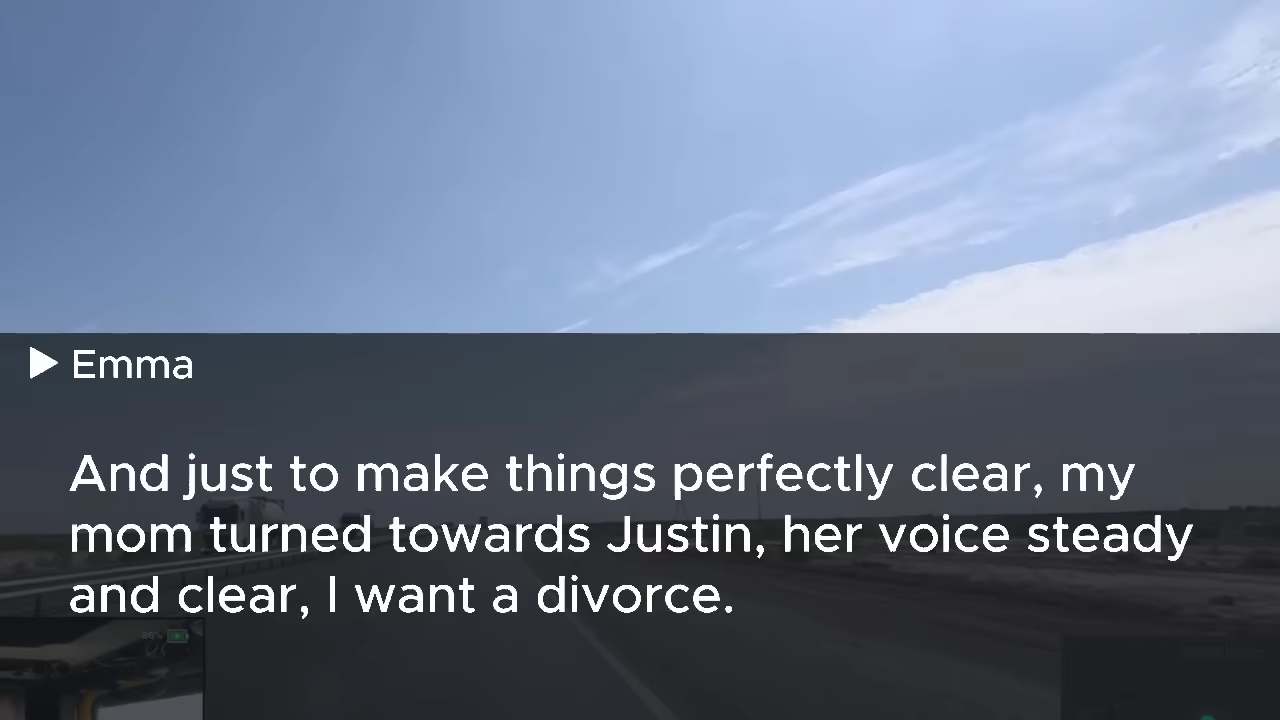 Emma
And just to make things perfectly clear, my
mom turned towards Justin, her voice steady
and clear, I want a divorce.
86%